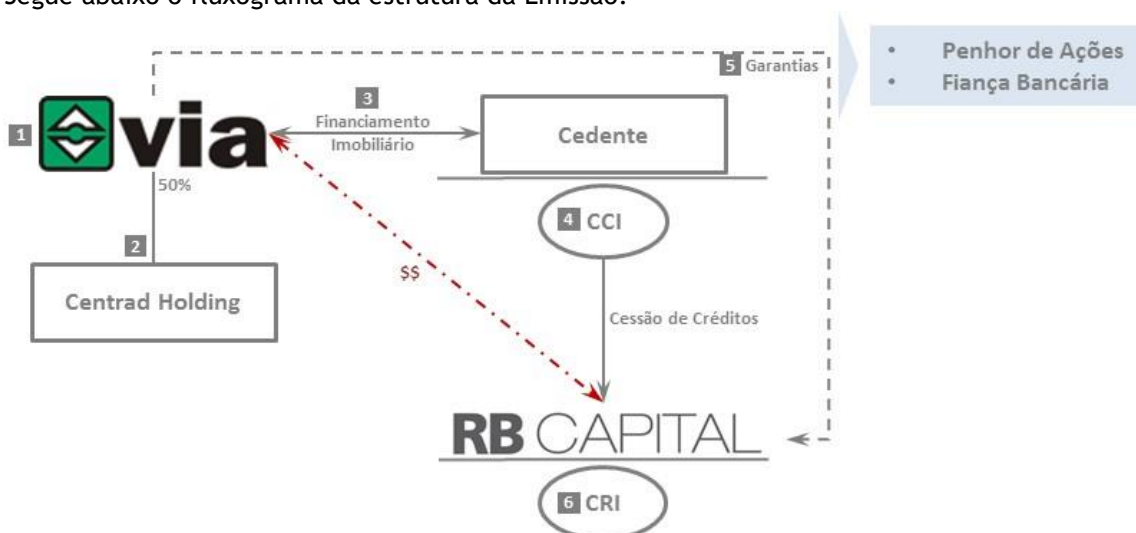 Segue abaixo o fluxograma da estrutura da Emissão:
5 Garantias
• Penhor de Ações
• Fiança Bancária
1 via
3
Financiamento
Imobiliário
Cedente
50%
4 CCI
2
Centrad Holding
$$
Cessão de Créditos
RB CAPITAL
6 CRI